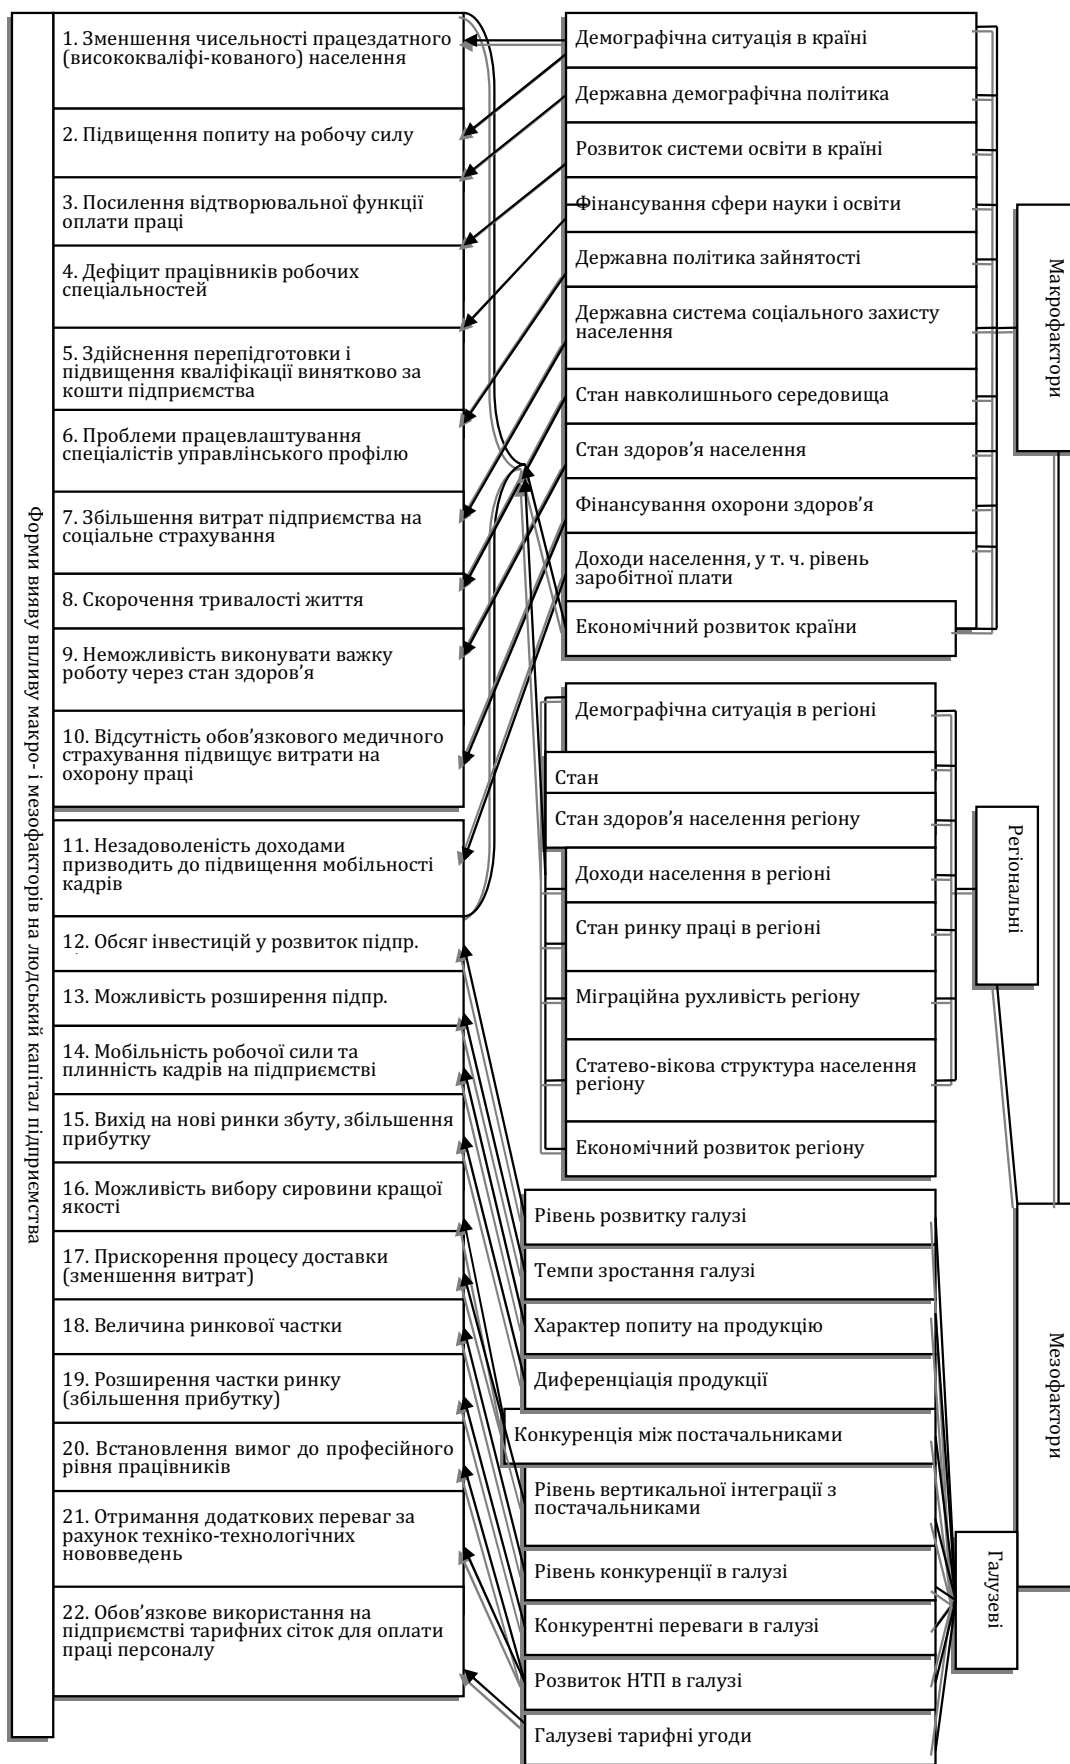 Форми вияву впливу макро- і мезофакторів на людський капітал підприємства
1. Зменшення чисельності працездатного
(висококваліфі-кованого) населення
2. Підвищення попиту на робочу силу
3. Посилення відтворювальної функції
оплати праці
4. Дефіцит працівників робочих
спеціальностей
5. Здійснення перепідготовки і
підвищення кваліфікації винятково за
кошти підприємства
6. Проблеми працевлаштування
спеціалістів управлінського профілю
7. Збільшення витрат підприємства на
соціальне страхування
8. Скорочення тривалості життя
9. Неможливість виконувати важку
роботу через стан здоров’я
10. Відсутність обов’язкового медичного
страхування підвищує витрати на
охорону праці
11. Незадоволеність доходами
призводить до підвищення мобільності
кадрів
12. Обсяг інвестицій у розвиток підпр.
13. Можливість розширення підпр.
14. Мобільність робочої сили та
плинність кадрів на підприємстві
15. Вихід на нові ринки збуту, збільшення
прибутку
16. Можливість вибору сировини кращої
якості
17. Прискорення процесу доставки
(зменшення витрат)
18. Величина ринкової частки
19. Розширення частки ринку
(збільшення прибутку)
20. Встановлення вимог до професійного
рівня працівників
21. Отримання додаткових переваг за
рахунок техніко-технологічних
нововведень
22. Обов’язкове використання на
підприємстві тарифних сіток для оплати
праці персоналу
Демографічна ситуація в країні
Державна демографічна політика
Розвиток системи освіти в країні
Фінансування сфери науки і освіти
Державна політика зайнятості
Державна система соціального захисту
населення
Стан навколишнього середовища
Стан здоров’я населення
Фінансування охорони здоров’я
Доходи населення, у т. ч. рівень
заробітної плати
Економічний розвиток країни
Демографічна ситуація в регіоні
Стан
Стан здоров’я населення регіону
Доходи населення в регіоні
Стан ринку праці в регіоні
Міграційна рухливість регіону
Статево-вікова структура населення
регіону
Економічний розвиток регіону
Рівень розвитку галузі
Темпи зростання галузі
Характер попиту на продукцію
Диференціація продукції
Конкуренція між постачальниками
Рівень вертикальної інтеграції з
постачальниками
Рівень конкуренції в галузі
Конкурентні переваги в галузі
Розвиток НТП в галузі
Галузеві тарифні угоди
Макрофактори
Регіональні
Мезофактори
Галузеві